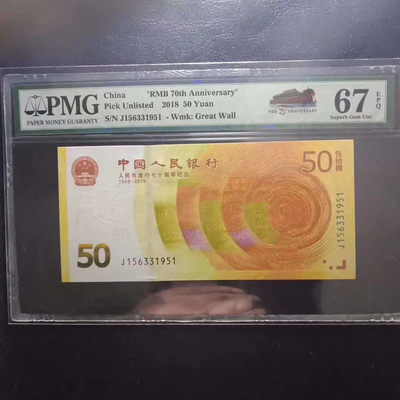 PMG
PAPER MONEY GUARANTY
China "RMB 70th Anniversary"
Pick Unlisted 2018 50 Yuan
S/N J156331951 - Wmk: Great Wall
67 EPQ
Superb Gem Unc
中国人民银行
人民币发行七十周年纪念
1948-2018
50 伍拾圆
50
J156331951
J156331951